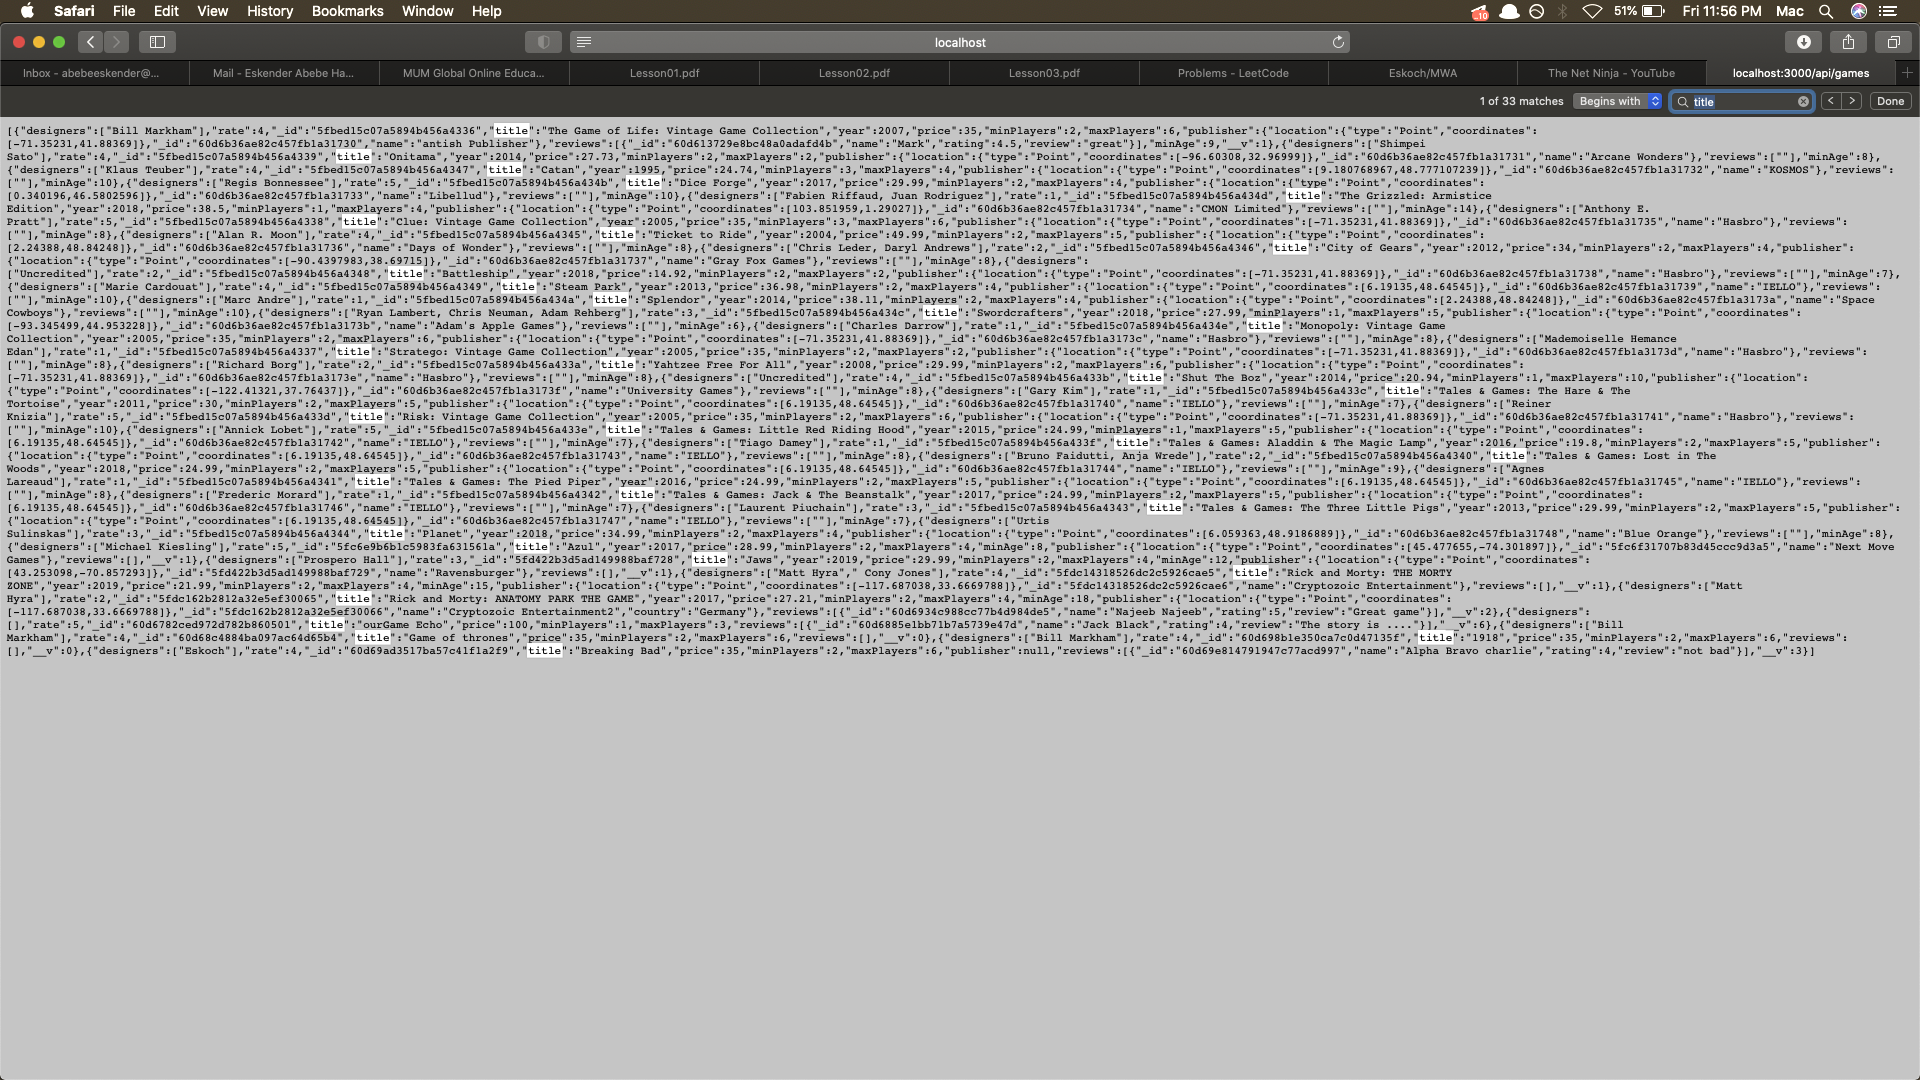 Safari File Edit View History Bookmarks Window Help 51% Fri 11:56 PM Mac
localhost
Inbox - abebeeskender@... Mail - Eskender Abebe Ha... MUM Global Online Educa... Lesson01.pdf Lesson02.pdf Lesson03.pdf Problems - LeetCode Eskoch/MWA The Net Ninja - YouTube localhost:3000/api/games
1 of 33 matches Begins with title Done
[{"designers":["Bill Markham"],"rate":4,"_id":"5fbed15c07a5894b456a4336","title":"The Game of Life: Vintage Game Collection","year":2007,"price":35,"minPlayers":2,"maxPlayers":6,"publisher":{"location":{"type":"Point","coordinates":
[-71.35231,41.88369]},"_id":"60d6b36ae82c457fb1a31730","name":"antish Publisher"},"reviews":[{"_id":"60d613729e8bc48a0adafd4b","name":"Mark","rating":4.5,"review":"great"}],"minAge":9,"__v":1},{"designers":["Shimpei
Sato"],"rate":4,"_id":"5fbed15c07a5894b456a4339","title":"Onitama","year":2014,"price":27.73,"minPlayers":2,"maxPlayers":2,"publisher":{"location":{"type":"Point","coordinates":[-96.60308,32.96999]},"_id":"60d6b36ae82c457fb1a31731","name":"Arcane Wonders"},"reviews":[""],"minAge":8},
{"designers":["Klaus Teuber"],"rate":4,"_id":"5fbed15c07a5894b456a4347","title":"Catan","year":1995,"price":24.74,"minPlayers":3,"maxPlayers":4,"publisher":{"location":{"type":"Point","coordinates":[9.180768967,48.777107239]},"_id":"60d6b36ae82c457fb1a31732","name":"KOSMOS"},"reviews":
[""],"minAge":10},{"designers":["Regis Bonnessee"],"rate":5,"_id":"5fbed15c07a5894b456a434b","title":"Dice Forge","year":2017,"price":29.99,"minPlayers":2,"maxPlayers":4,"publisher":{"location":{"type":"Point","coordinates":
[0.340196,46.5802596]},"_id":"60d6b36ae82c457fb1a31733","name":"Libellud"},"reviews":[""],"minAge":10},{"designers":["Fabien Riffaud, Juan Rodriguez"],"rate":1,"_id":"5fbed15c07a5894b456a434d","title":"The Grizzled: Armistice
Edition","year":2018,"price":38.5,"minPlayers":1,"maxPlayers":4,"publisher":{"location":{"type":"Point","coordinates":[103.851959,1.29027]},"_id":"60d6b36ae82c457fb1a31734","name":"CMON Limited"},"reviews":[""],"minAge":14},{"designers":["Anthony E.
Pratt"],"rate":5,"_id":"5fbed15c07a5894b456a4338","title":"Clue: Vintage Game Collection","year":2005,"price":35,"minPlayers":3,"maxPlayers":6,"publisher":{"location":{"type":"Point","coordinates":[-71.35231,41.88369]},"_id":"60d6b36ae82c457fb1a31735","name":"Hasbro"},"reviews":
[""],"minAge":8},{"designers":["Alan R. Moon"],"rate":4,"_id":"5fbed15c07a5894b456a4345","title":"Ticket to Ride","year":2004,"price":49.99,"minPlayers":2,"maxPlayers":5,"publisher":{"location":{"type":"Point","coordinates":
[2.24388,48.84248]},"_id":"60d6b36ae82c457fb1a31736","name":"Days of Wonder"},"reviews":[""],"minAge":8},{"designers":["Chris Leder, Daryl Andrews"],"rate":2,"_id":"5fbed15c07a5894b456a4346","title":"City of Gears","year":2012,"price":34,"minPlayers":2,"maxPlayers":4,"publisher":
{"location":{"type":"Point","coordinates":[-90.4397983,38.69715]},"_id":"60d6b36ae82c457fb1a31737","name":"Gray Fox Games"},"reviews":[""],"minAge":8},{"designers":
["Uncredited"],"rate":2,"_id":"5fbed15c07a5894b456a4348","title":"Battleship","year":2018,"price":14.92,"minPlayers":2,"maxPlayers":2,"publisher":{"location":{"type":"Point","coordinates":[-71.35231,41.88369]},"_id":"60d6b36ae82c457fb1a31738","name":"Hasbro"},"reviews":[""],"minAge":7},
{"designers":["Marie Cardouat"],"rate":4,"_id":"5fbed15c07a5894b456a4349","title":"Steam Park","year":2013,"price":36.98,"minPlayers":2,"maxPlayers":4,"publisher":{"location":{"type":"Point","coordinates":[6.19135,48.64545]},"_id":"60d6b36ae82c457fb1a31739","name":"IELLO"},"reviews":
[""],"minAge":10},{"designers":["Marc Andre"],"rate":1,"_id":"5fbed15c07a5894b456a434a","title":"Splendor","year":2014,"price":38.11,"minPlayers":2,"maxPlayers":4,"publisher":{"location":{"type":"Point","coordinates":[2.24388,48.84248]},"_id":"60d6b36ae82c457fb1a3173a","name":"Space
Cowboys"},"reviews":[""],"minAge":10},{"designers":["Ryan Lambert, Chris Neuman, Adam Rehberg"],"rate":3,"_id":"5fbed15c07a5894b456a434c","title":"Swordcrafters","year":2018,"price":27.99,"minPlayers":1,"maxPlayers":5,"publisher":{"location":{"type":"Point","coordinates":
[-93.345499,44.953228]},"_id":"60d6b36ae82c457fb1a3173b","name":"Adam's Apple Games"},"reviews":[""],"minAge":6},{"designers":["Charles Darrow"],"rate":1,"_id":"5fbed15c07a5894b456a434e","title":"Monopoly: Vintage Game
Collection","year":2005,"price":35,"minPlayers":2,"maxPlayers":6,"publisher":{"location":{"type":"Point","coordinates":[-71.35231,41.88369]},"_id":"60d6b36ae82c457fb1a3173c","name":"Hasbro"},"reviews":[""],"minAge":8},{"designers":["Mademoiselle Hemance
Edan"],"rate":1,"_id":"5fbed15c07a5894b456a4337","title":"Stratego: Vintage Game Collection","year":2005,"price":35,"minPlayers":2,"maxPlayers":2,"publisher":{"location":{"type":"Point","coordinates":[-71.35231,41.88369]},"_id":"60d6b36ae82c457fb1a3173d","name":"Hasbro"},"reviews":
[""],"minAge":8},{"designers":["Richard Borg"],"rate":2,"_id":"5fbed15c07a5894b456a433a","title":"Yahtzee Free For All","year":2008,"price":29.99,"minPlayers":2,"maxPlayers":6,"publisher":{"location":{"type":"Point","coordinates":
[-71.35231,41.88369]},"_id":"60d6b36ae82c457fb1a3173e","name":"Hasbro"},"reviews":[""],"minAge":8},{"designers":["Uncredited"],"rate":4,"_id":"5fbed15c07a5894b456a433b","title":"Shut The Boz","year":2014,"price":20.94,"minPlayers":1,"maxPlayers":10,"publisher":{"location":
{"type":"Point","coordinates":[-122.41321,37.76437]},"_id":"60d6b36ae82c457fb1a3173f","name":"University Games"},"reviews":[""],"minAge":8},{"designers":["Gary Kim"],"rate":1,"_id":"5fbed15c07a5894b456a433c","title":"Tales & Games: The Hare & The
Tortoise","year":2011,"price":30,"minPlayers":2,"maxPlayers":5,"publisher":{"location":{"type":"Point","coordinates":[6.19135,48.64545]},"_id":"60d6b36ae82c457fb1a31740","name":"IELLO"},"reviews":[""],"minAge":7},{"designers":["Reiner
Knizia"],"rate":5,"_id":"5fbed15c07a5894b456a433d","title":"Risk: Vintage Game Collection","year":2005,"price":35,"minPlayers":2,"maxPlayers":6,"publisher":{"location":{"type":"Point","coordinates":[-71.35231,41.88369]},"_id":"60d6b36ae82c457fb1a31741","name":"Hasbro"},"reviews":
[""],"minAge":10},{"designers":["Annick Lobet"],"rate":5,"_id":"5fbed15c07a5894b456a433e","title":"Tales & Games: Little Red Riding Hood","year":2015,"price":24.99,"minPlayers":1,"maxPlayers":5,"publisher":{"location":{"type":"Point","coordinates":
[6.19135,48.64545]},"_id":"60d6b36ae82c457fb1a31742","name":"IELLO"},"reviews":[""],"minAge":7},{"designers":["Tiago Damey"],"rate":1,"_id":"5fbed15c07a5894b456a433f","title":"Tales & Games: Aladdin & The Magic Lamp","year":2016,"price":19.8,"minPlayers":2,"maxPlayers":5,"publisher":
{"location":{"type":"Point","coordinates":[6.19135,48.64545]},"_id":"60d6b36ae82c457fb1a31743","name":"IELLO"},"reviews":[""],"minAge":8},{"designers":["Bruno Faidutti, Anja Wrede"],"rate":2,"_id":"5fbed15c07a5894b456a4340","title":"Tales & Games: Lost in The
Woods","year":2018,"price":24.99,"minPlayers":2,"maxPlayers":5,"publisher":{"location":{"type":"Point","coordinates":[6.19135,48.64545]},"_id":"60d6b36ae82c457fb1a31744","name":"IELLO"},"reviews":[""],"minAge":9},{"designers":["Agnes
Lareaud"],"rate":1,"_id":"5fbed15c07a5894b456a4341","title":"Tales & Games: The Pied Piper","year":2016,"price":24.99,"minPlayers":2,"maxPlayers":5,"publisher":{"location":{"type":"Point","coordinates":[6.19135,48.64545]},"_id":"60d6b36ae82c457fb1a31745","name":"IELLO"},"reviews":
[""],"minAge":8},{"designers":["Frederic Morard"],"rate":1,"_id":"5fbed15c07a5894b456a4342","title":"Tales & Games: Jack & The Beanstalk","year":2017,"price":24.99,"minPlayers":2,"maxPlayers":5,"publisher":{"location":{"type":"Point","coordinates":
[6.19135,48.64545]},"_id":"60d6b36ae82c457fb1a31746","name":"IELLO"},"reviews":[""],"minAge":7},{"designers":["Laurent Piuchain"],"rate":3,"_id":"5fbed15c07a5894b456a4343","title":"Tales & Games: The Three Little Pigs","year":2013,"price":29.99,"minPlayers":2,"maxPlayers":5,"publisher":
{"location":{"type":"Point","coordinates":[6.19135,48.64545]},"_id":"60d6b36ae82c457fb1a31747","name":"IELLO"},"reviews":[""],"minAge":7},{"designers":["Urtis
Sulinskas"],"rate":3,"_id":"5fbed15c07a5894b456a4344","title":"Planet","year":2018,"price":34.99,"minPlayers":2,"maxPlayers":4,"publisher":{"location":{"type":"Point","coordinates":[6.059363,48.9186889]},"_id":"60d6b36ae82c457fb1a31748","name":"Blue Orange"},"reviews":[""],"minAge":8},
{"designers":["Michael Kiesling"],"rate":5,"_id":"5fc6e9b6b1c5983fa631561a","title":"Azul","year":2017,"price":28.99,"minPlayers":2,"maxPlayers":4,"minAge":8,"publisher":{"location":{"type":"Point","coordinates":[45.477655,-74.301897]},"_id":"5fc6f31707b83d45ccc9d3a5","name":"Next Move
Games"},"reviews":[],"__v":1},{"designers":["Prospero Hall"],"rate":3,"_id":"5fd422b3d5ad149988baf728","title":"Jaws","year":2019,"price":29.99,"minPlayers":2,"maxPlayers":4,"minAge":12,"publisher":{"location":{"type":"Point","coordinates":
[43.253098,-70.857293]},"_id":"5fd422b3d5ad149988baf729","name":"Ravensburger"},"reviews":[],"__v":1},{"designers":["Matt Hyra"," Cony Jones"],"rate":4,"_id":"5fdc14318526dc2c5926cae5","title":"Rick and Morty: THE MORTY
ZONE","year":2019,"price":21.99,"minPlayers":2,"maxPlayers":4,"minAge":15,"publisher":{"location":{"type":"Point","coordinates":[-117.687038,33.6669788]},"_id":"5fdc14318526dc2c5926cae6","name":"Cryptozoic Entertainment"},"reviews":[],"__v":1},{"designers":["Matt
Hyra"],"rate":2,"_id":"5fdc162b2812a32e5ef30065","title":"Rick and Morty: ANATOMY PARK THE GAME","year":2017,"price":27.21,"minPlayers":2,"maxPlayers":4,"minAge":18,"publisher":{"location":{"type":"Point","coordinates":
[-117.687038,33.6669788]},"_id":"5fdc162b2812a32e5ef30066","name":"Cryptozoic Entertainment2","country":"Germany"},"reviews":[{"_id":"60d6934c988cc77b4d984de5","name":"Najeeb Najeeb","rating":5,"review":"Great game"}],"__v":2},{"designers":
[],"rate":5,"_id":"60d6782ced972d782b860501","title":"ourGame Echo","price":100,"minPlayers":1,"maxPlayers":3,"reviews":[{"_id":"60d6885e1bb71b7a5739e47d","name":"Jack Black","rating":4,"review":"The story is ...."}],"__v":6},{"designers":["Bill
Markham"],"rate":4,"_id":"60d68c4884ba097ac64d65b4","title":"Game of thrones","price":35,"minPlayers":2,"maxPlayers":6,"reviews":[],"__v":0},{"designers":["Bill Markham"],"rate":4,"_id":"60d698b1e350ca7c0d47135f","title":"1918","price":35,"minPlayers":2,"maxPlayers":6,"reviews":
[],"__v":0},{"designers":["Eskoch"],"rate":4,"_id":"60d69ad3517ba57c41f1a2f9","title":"Breaking Bad","price":35,"minPlayers":2,"maxPlayers":6,"publisher":null,"reviews":[{"_id":"60d69e814791947c77acd997","name":"Alpha Bravo charlie","rating":4,"review":"not bad"}],"__v":3}]